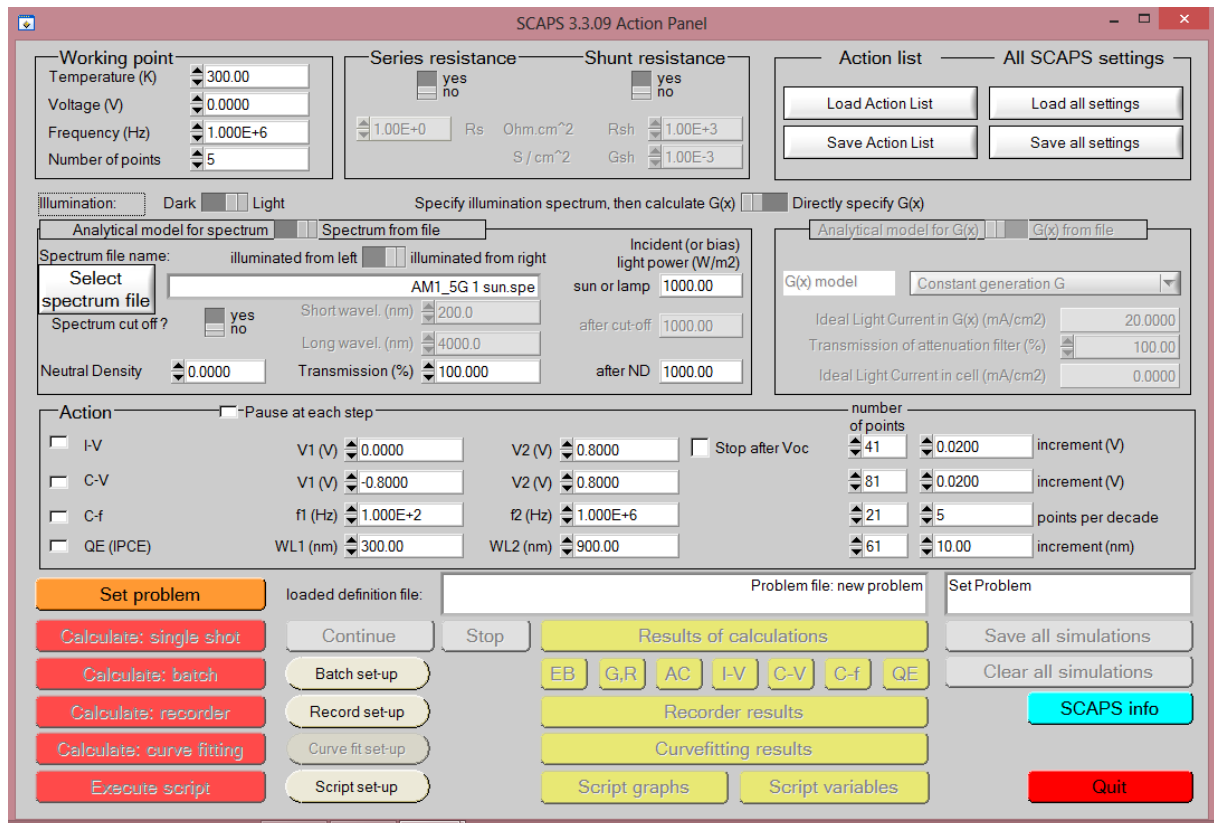 SCAPS 3.3.09 Action Panel
Working point
Temperature (K) 300.00
Voltage (V) 0.0000
Frequency (Hz) 1.000E+6
Number of points 5
Series resistance Shunt resistance
yes yes
no no
1.00E+0 Rs Ohm.cm^2 Rsh 1.00E+3
S / cm^2 Gsh 1.00E-3
Action list All SCAPS settings
Load Action List Load all settings
Save Action List Save all settings
Illumination: Dark Light Specify illumination spectrum, then calculate G(x) Directly specify G(x)
Analytical model for spectrum Spectrum from file
Spectrum file name: illuminated from left illuminated from right
Incident (or bias)
light power (W/m2)
Select
spectrum file
AM1_5G 1 sun.spe sun or lamp 1000.00
Spectrum cut off ? yes
no
Short wavel. (nm) 200.0
Long wavel. (nm) 4000.0
after cut-off 1000.00
Neutral Density 0.0000 Transmission (%) 100.000 after ND 1000.00
Analytical model for G(x) G(x) from file
G(x) model Constant generation G
Ideal Light Current in G(x) (mA/cm2) 20.0000
Transmission of attenuation filter (%) 100.00
Ideal Light Current in cell (mA/cm2) 0.0000
Action Pause at each step number
of points
I-V V1 (V) 0.0000 V2 (V) 0.8000 Stop after Voc 41 0.0200 increment (V)
C-V V1 (V) -0.8000 V2 (V) 0.8000 81 0.0200 increment (V)
C-f f1 (Hz) 1.000E+2 f2 (Hz) 1.000E+6 21 5 points per decade
QE (IPCE) WL1 (nm) 300.00 WL2 (nm) 900.00 61 10.00 increment (nm)
Set problem loaded definition file: Problem file: new problem Set Problem
Calculate: single shot Continue Stop Results of calculations Save all simulations
Calculate: batch Batch set-up EB G,R AC I-V C-V C-f QE Clear all simulations
Calculate: recorder Record set-up Recorder results SCAPS info
Calculate: curve fitting Curve fit set-up Curvefitting results
Execute script Script set-up Script graphs Script variables Quit